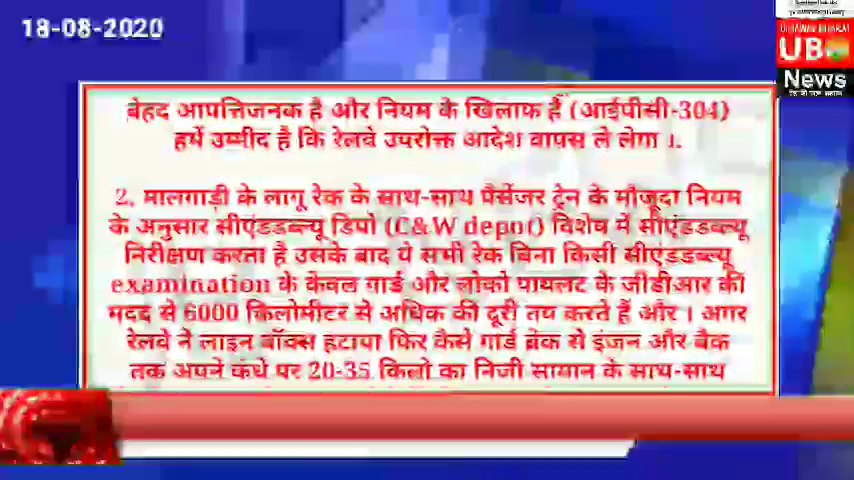 18-08-2020
UBI
News
बेहद आपत्तिजनक है और नियम के खिलाफ हैं (आईपीसी-304)
हमें उम्मीद है कि रेलवे उपरोक्त आदेश वापस ले लेगा ।.
2. मालगाड़ी के लागू रेक के साथ-साथ पैसेंजर ट्रेन के मौजूदा नियम
के अनुसार सीएंडडब्ल्यू डिपो (C&W depot) विशेष में सीएंडडब्ल्यू
निरीक्षण करता है उसके बाद ये सभी रेक बिना किसी सीएंडडब्ल्यू
examination के केवल गार्ड और लोको पायलट के जीडीआर की
मदद से 6000 किलोमीटर से अधिक की दूरी तय करते हैं और । अगर
रेलवे ने लाइन बॉक्स हटाया फिर कैसे गार्ड ब्रेक से इंजन और बैक
तक अपने कंधे पर 20-35 किलो का निजी सामान के साथ-साथ